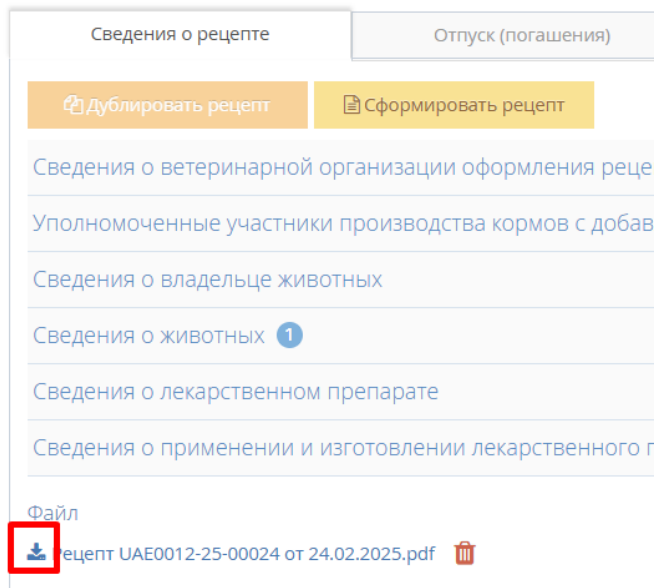 Сведения о рецепте
Отпуск (погашения)
Дублировать рецепт
Сформировать рецепт
Сведения о ветеринарной организации оформления реце
Уполномоченные участники производства кормов с добав
Сведения о владельце животных
Сведения о животных 1
Сведения о лекарственном препарате
Сведения о применении и изготовлении лекарственного п
Файл
Рецепт UAE0012-25-00024 от 24.02.2025.pdf